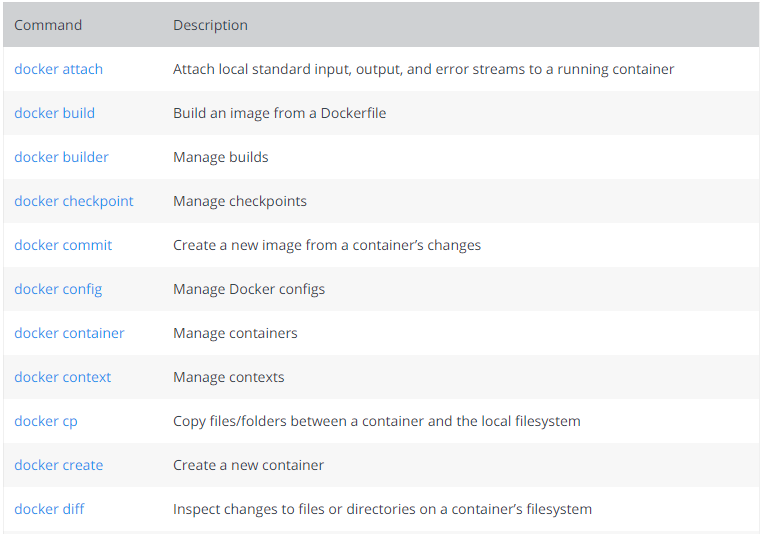 Command Description
docker attach Attach local standard input, output, and error streams to a running container
docker build Build an image from a Dockerfile
docker builder Manage builds
docker checkpoint Manage checkpoints
docker commit Create a new image from a container’s changes
docker config Manage Docker configs
docker container Manage containers
docker context Manage contexts
docker cp Copy files/folders between a container and the local filesystem
docker create Create a new container
docker diff Inspect changes to files or directories on a container’s filesystem